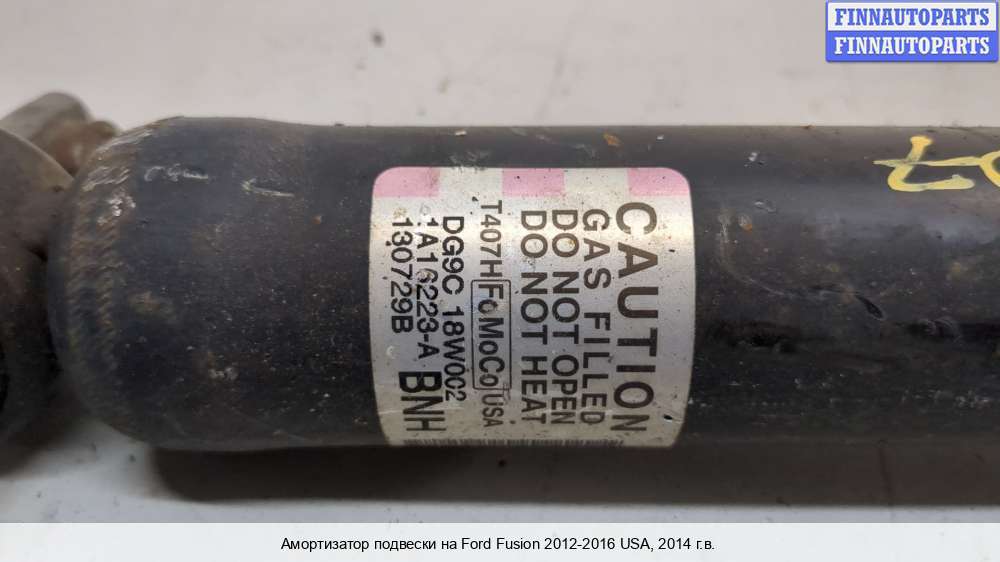 FINNAUTOPARTS
FINNAUTOPARTS
CAUTION
GAS FILLED
DO NOT OPEN
DO NOT HEAT
T407H FoMoCo USA
DG9C 18W002
1A16223-A BNH
130729B
Амортизатор подвески на Ford Fusion 2012-2016 USA, 2014 г.в.